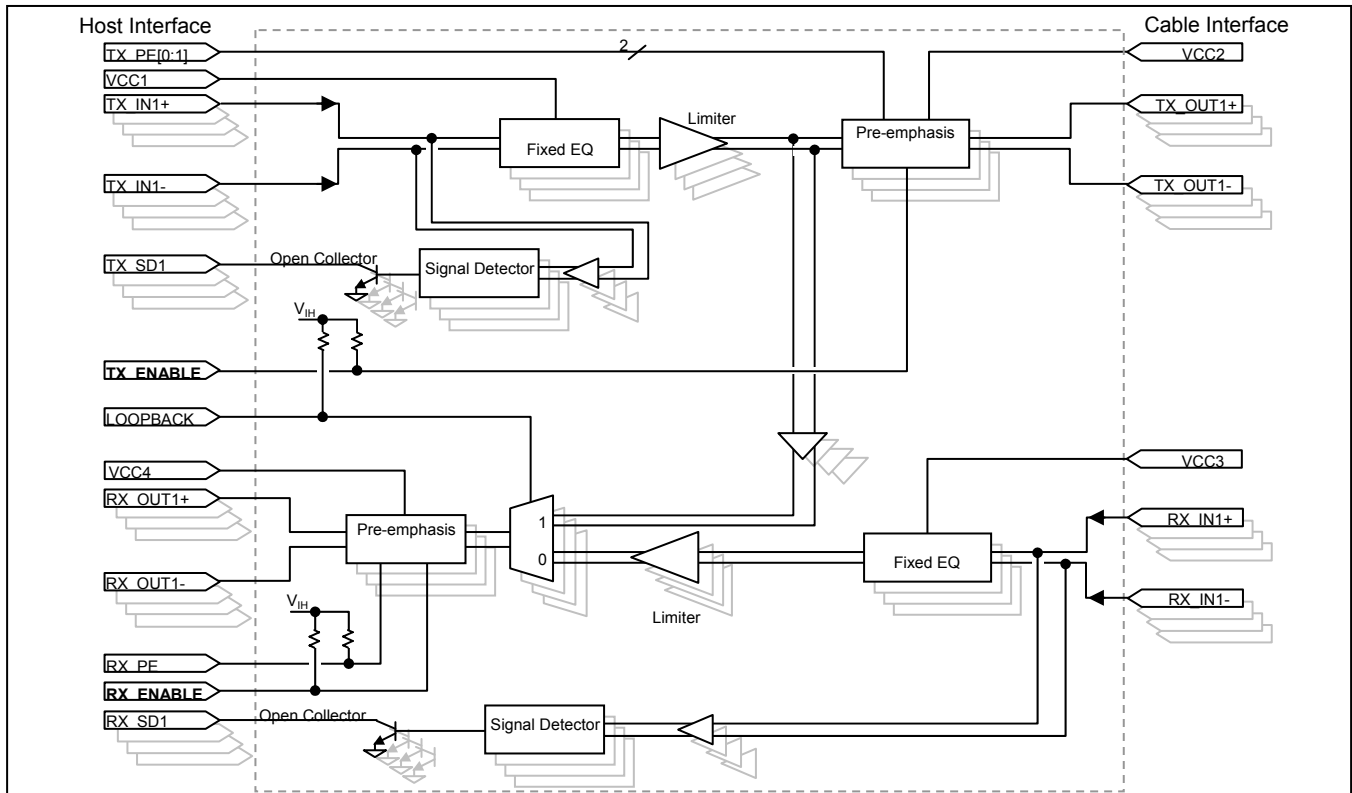 Host Interface
Cable Interface
TX_PE[0:1]
2
VCC2
VCC1
TX_IN1+
TX_OUT1+
Limiter
Fixed EQ
Pre-emphasis
TX_IN1-
TX_OUT1-
TX_SD1
Open Collector
Signal Detector
VIH
TX_ENABLE
LOOPBACK
VCC4
VCC3
RX_OUT1+
Pre-emphasis
1
RX_IN1+
0
Fixed EQ
RX_OUT1-
RX_IN1-
VIH
Limiter
RX_PE
RX_ENABLE
RX_SD1
Open Collector
Signal Detector